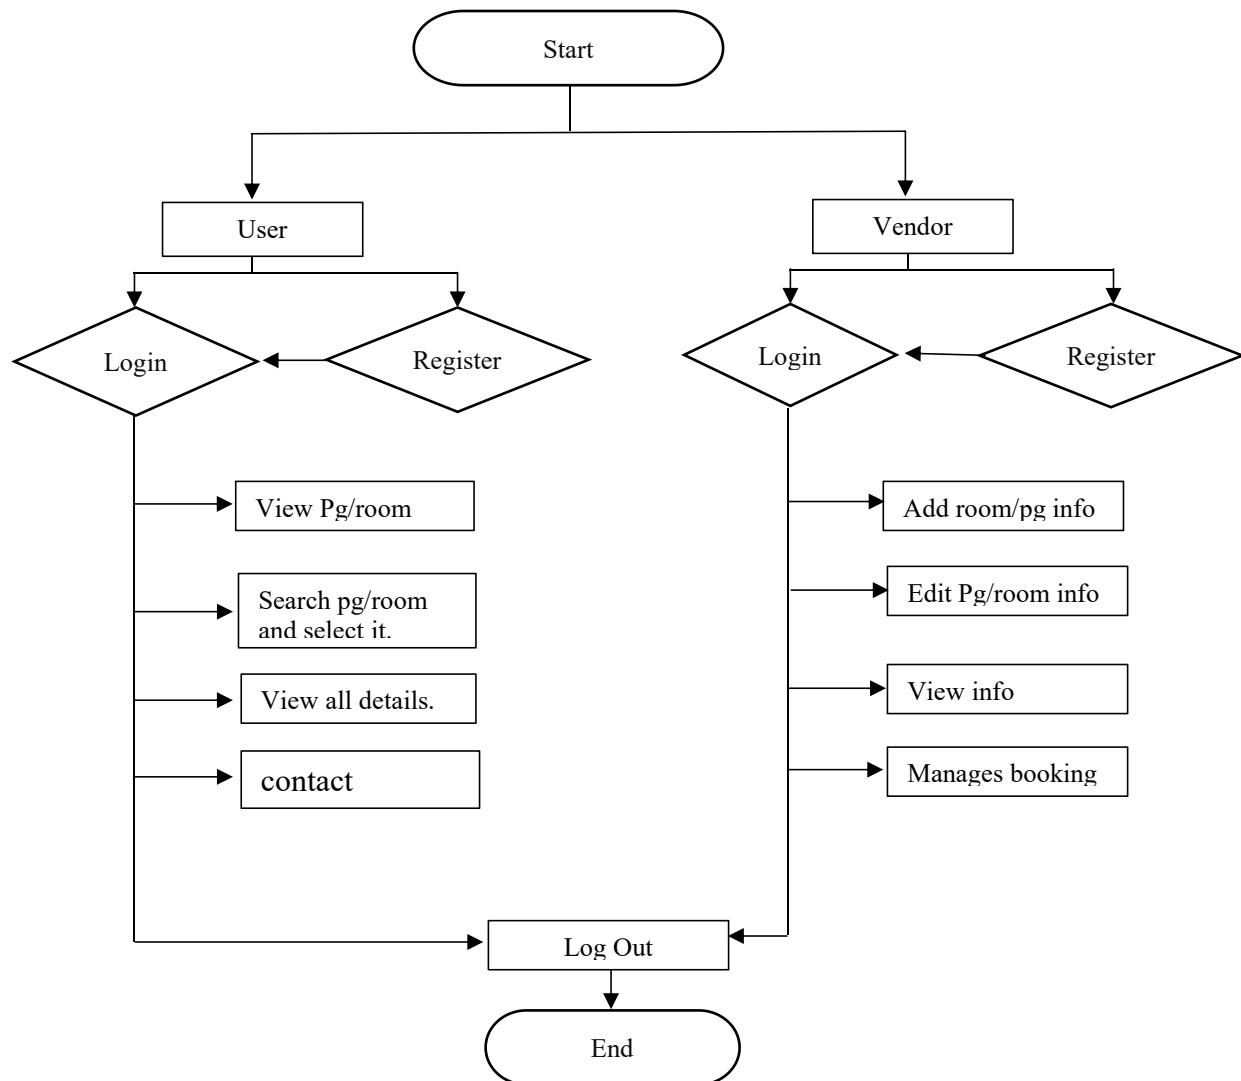 Start
User
Vendor
Login
Register
Login
Register
View Pg/room
Add room/pg info
Search pg/room
and select it.
Edit Pg/room info
View all details.
View info
contact
Manages booking
Log Out
End